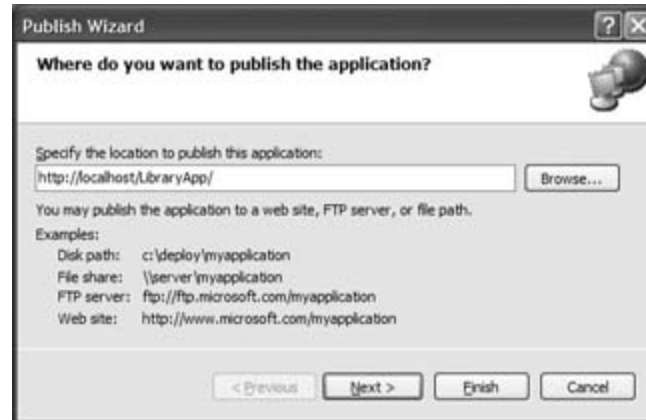 Publish Wizard
Where do you want to publish the application?
Specify the location to publish this application:
http://localhost/LibraryApp/
Browse...
You may publish the application to a web site, FTP server, or file path.
Examples:
Disk path: c:\deploy\myapplication
File share: \\server\myapplication
FTP server: ftp://ftp.microsoft.com/myapplication
Web site: http://www.microsoft.com/myapplication
< Previous Next > Finish Cancel